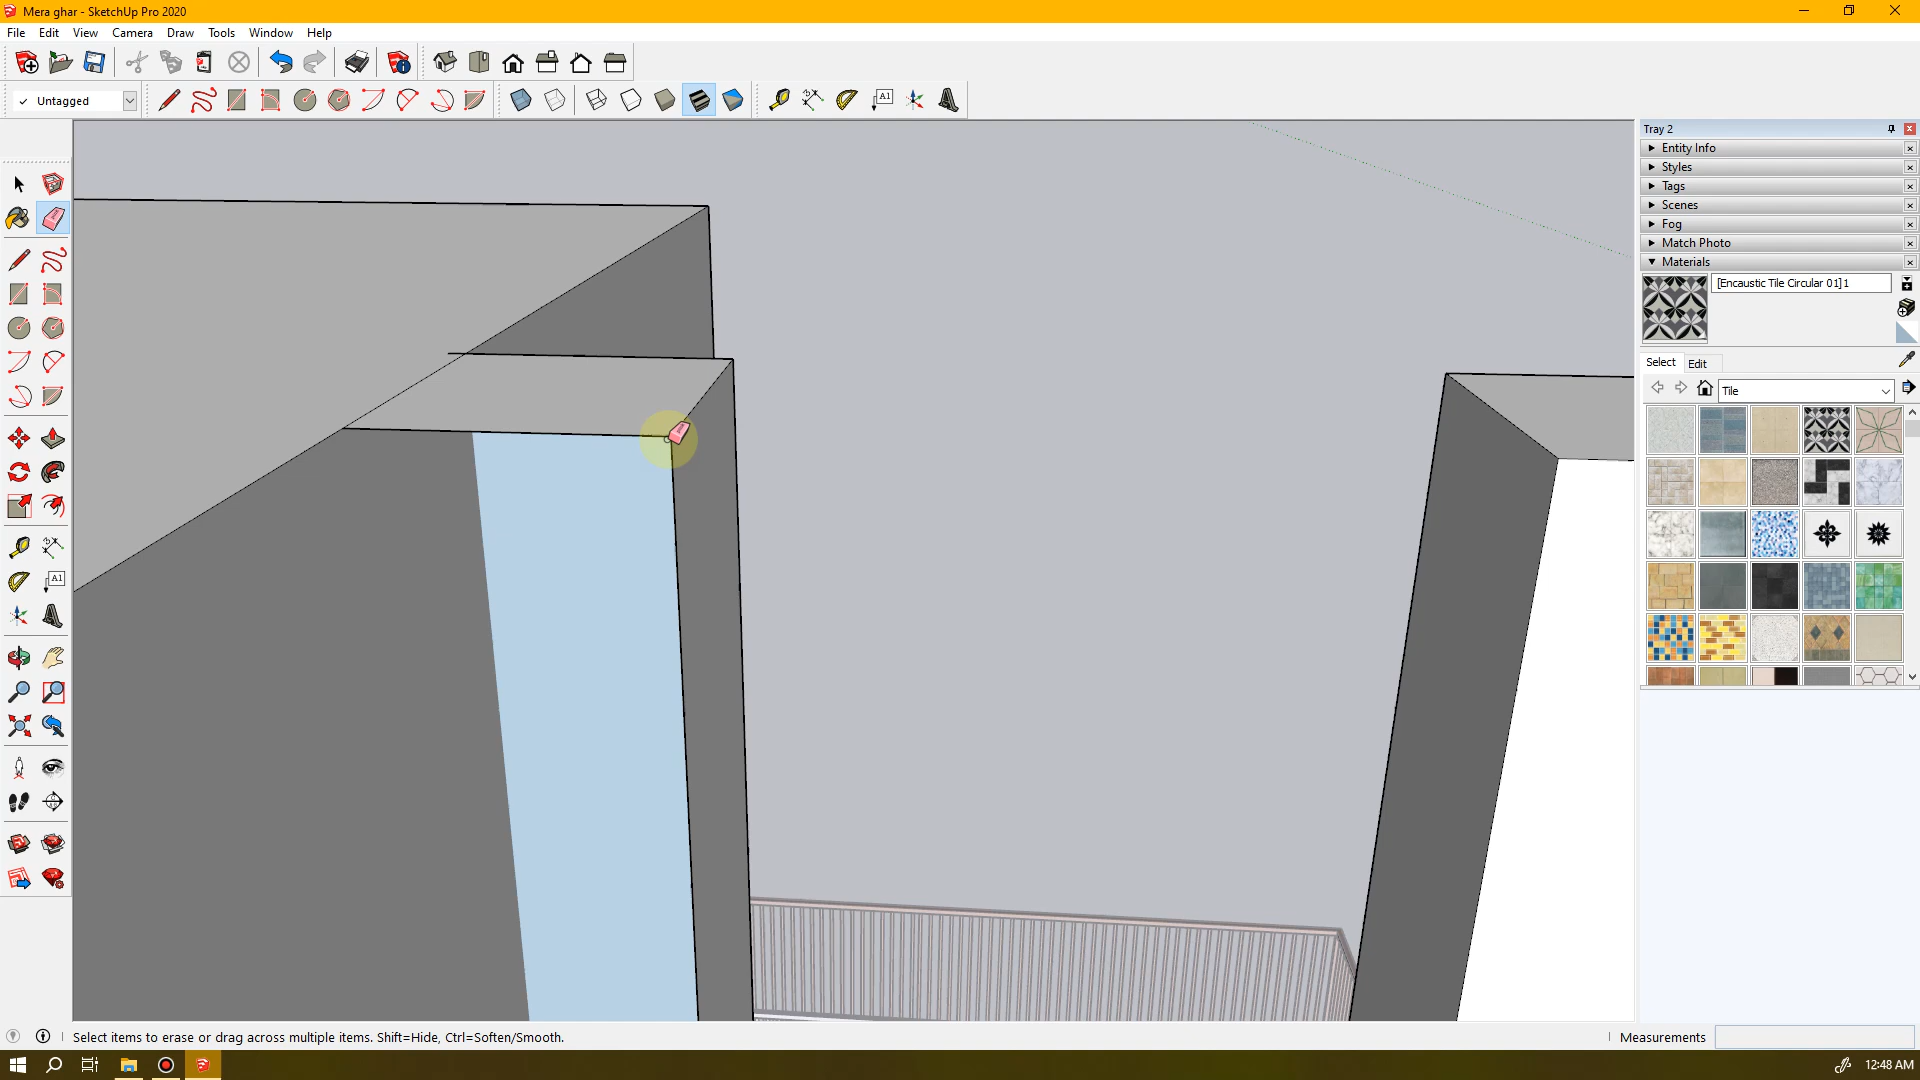 Mera ghar - SketchUp Pro 2020
File Edit View Camera Draw Tools Window Help
Untagged
A1
Tray 2
Entity Info
Styles
Tags
Scenes
Fog
Match Photo
Materials
[Encaustic Tile Circular 01]1
Select Edit
Tile
A1
Select items to erase or drag across multiple items. Shift=Hide, Ctrl=Soften/Smooth.
Measurements
12:48 AM